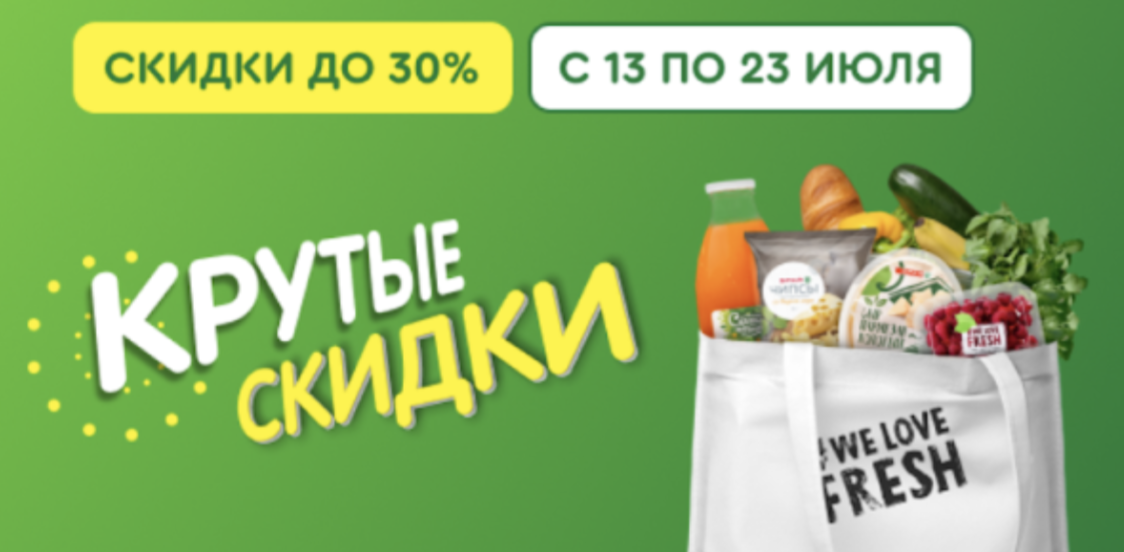 СКИДКИ ДО 30%
С 13 ПО 23 ИЮЛЯ
КРУТЫЕ
СКИДКИ
ЧИПСЫ
WE LOVE
FRESH
#WE LOVE
FRESH